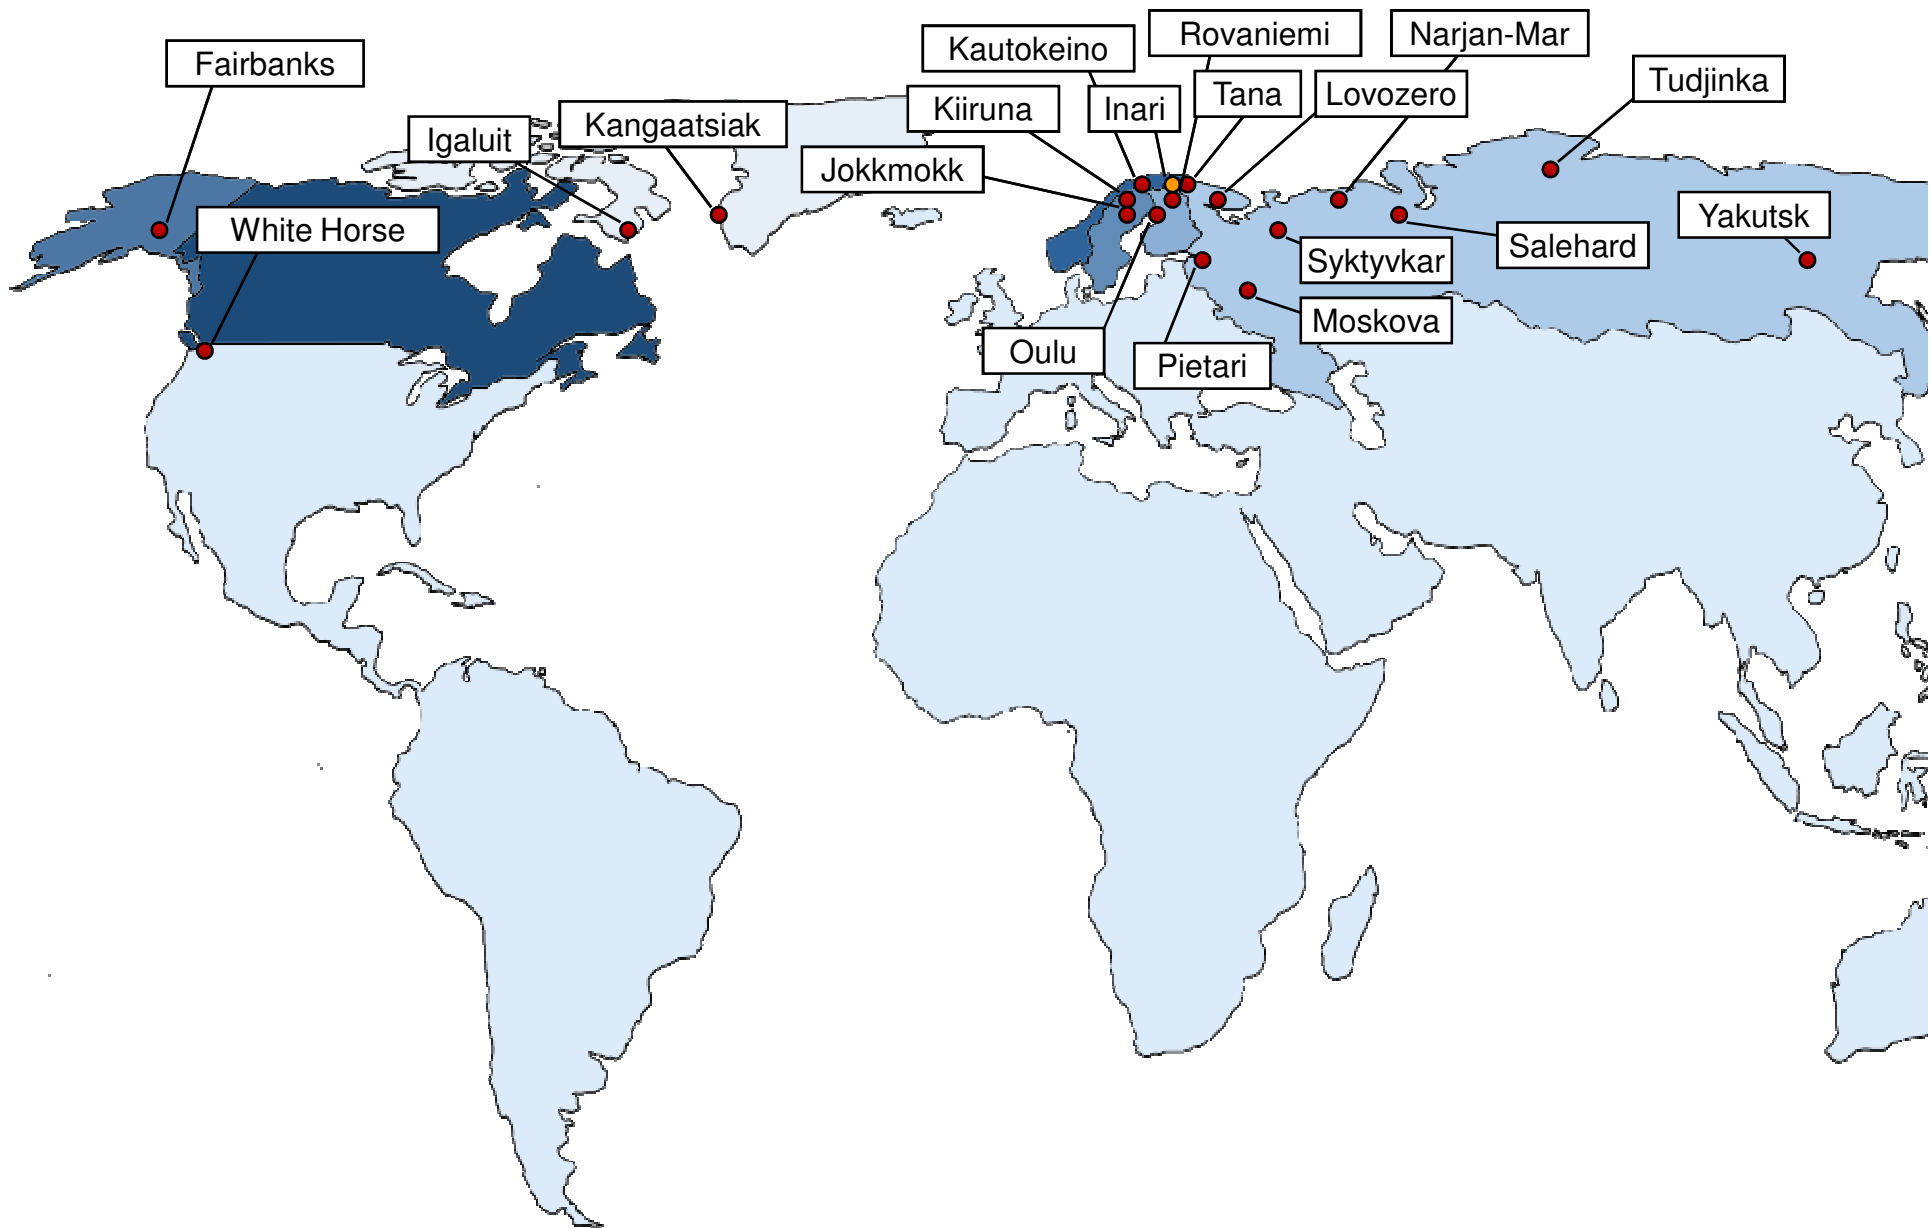 Rovaniemi
Narjan-Mar
Kautokeino
Fairbanks
Tudjinka
Kiiruna
Inari
Tana
Lovozero
Kangaatsiak
Igaluit
Jokkmokk
White Horse
Yakutsk
Salehard
Syktyvkar
Moskova
Oulu
Pietari